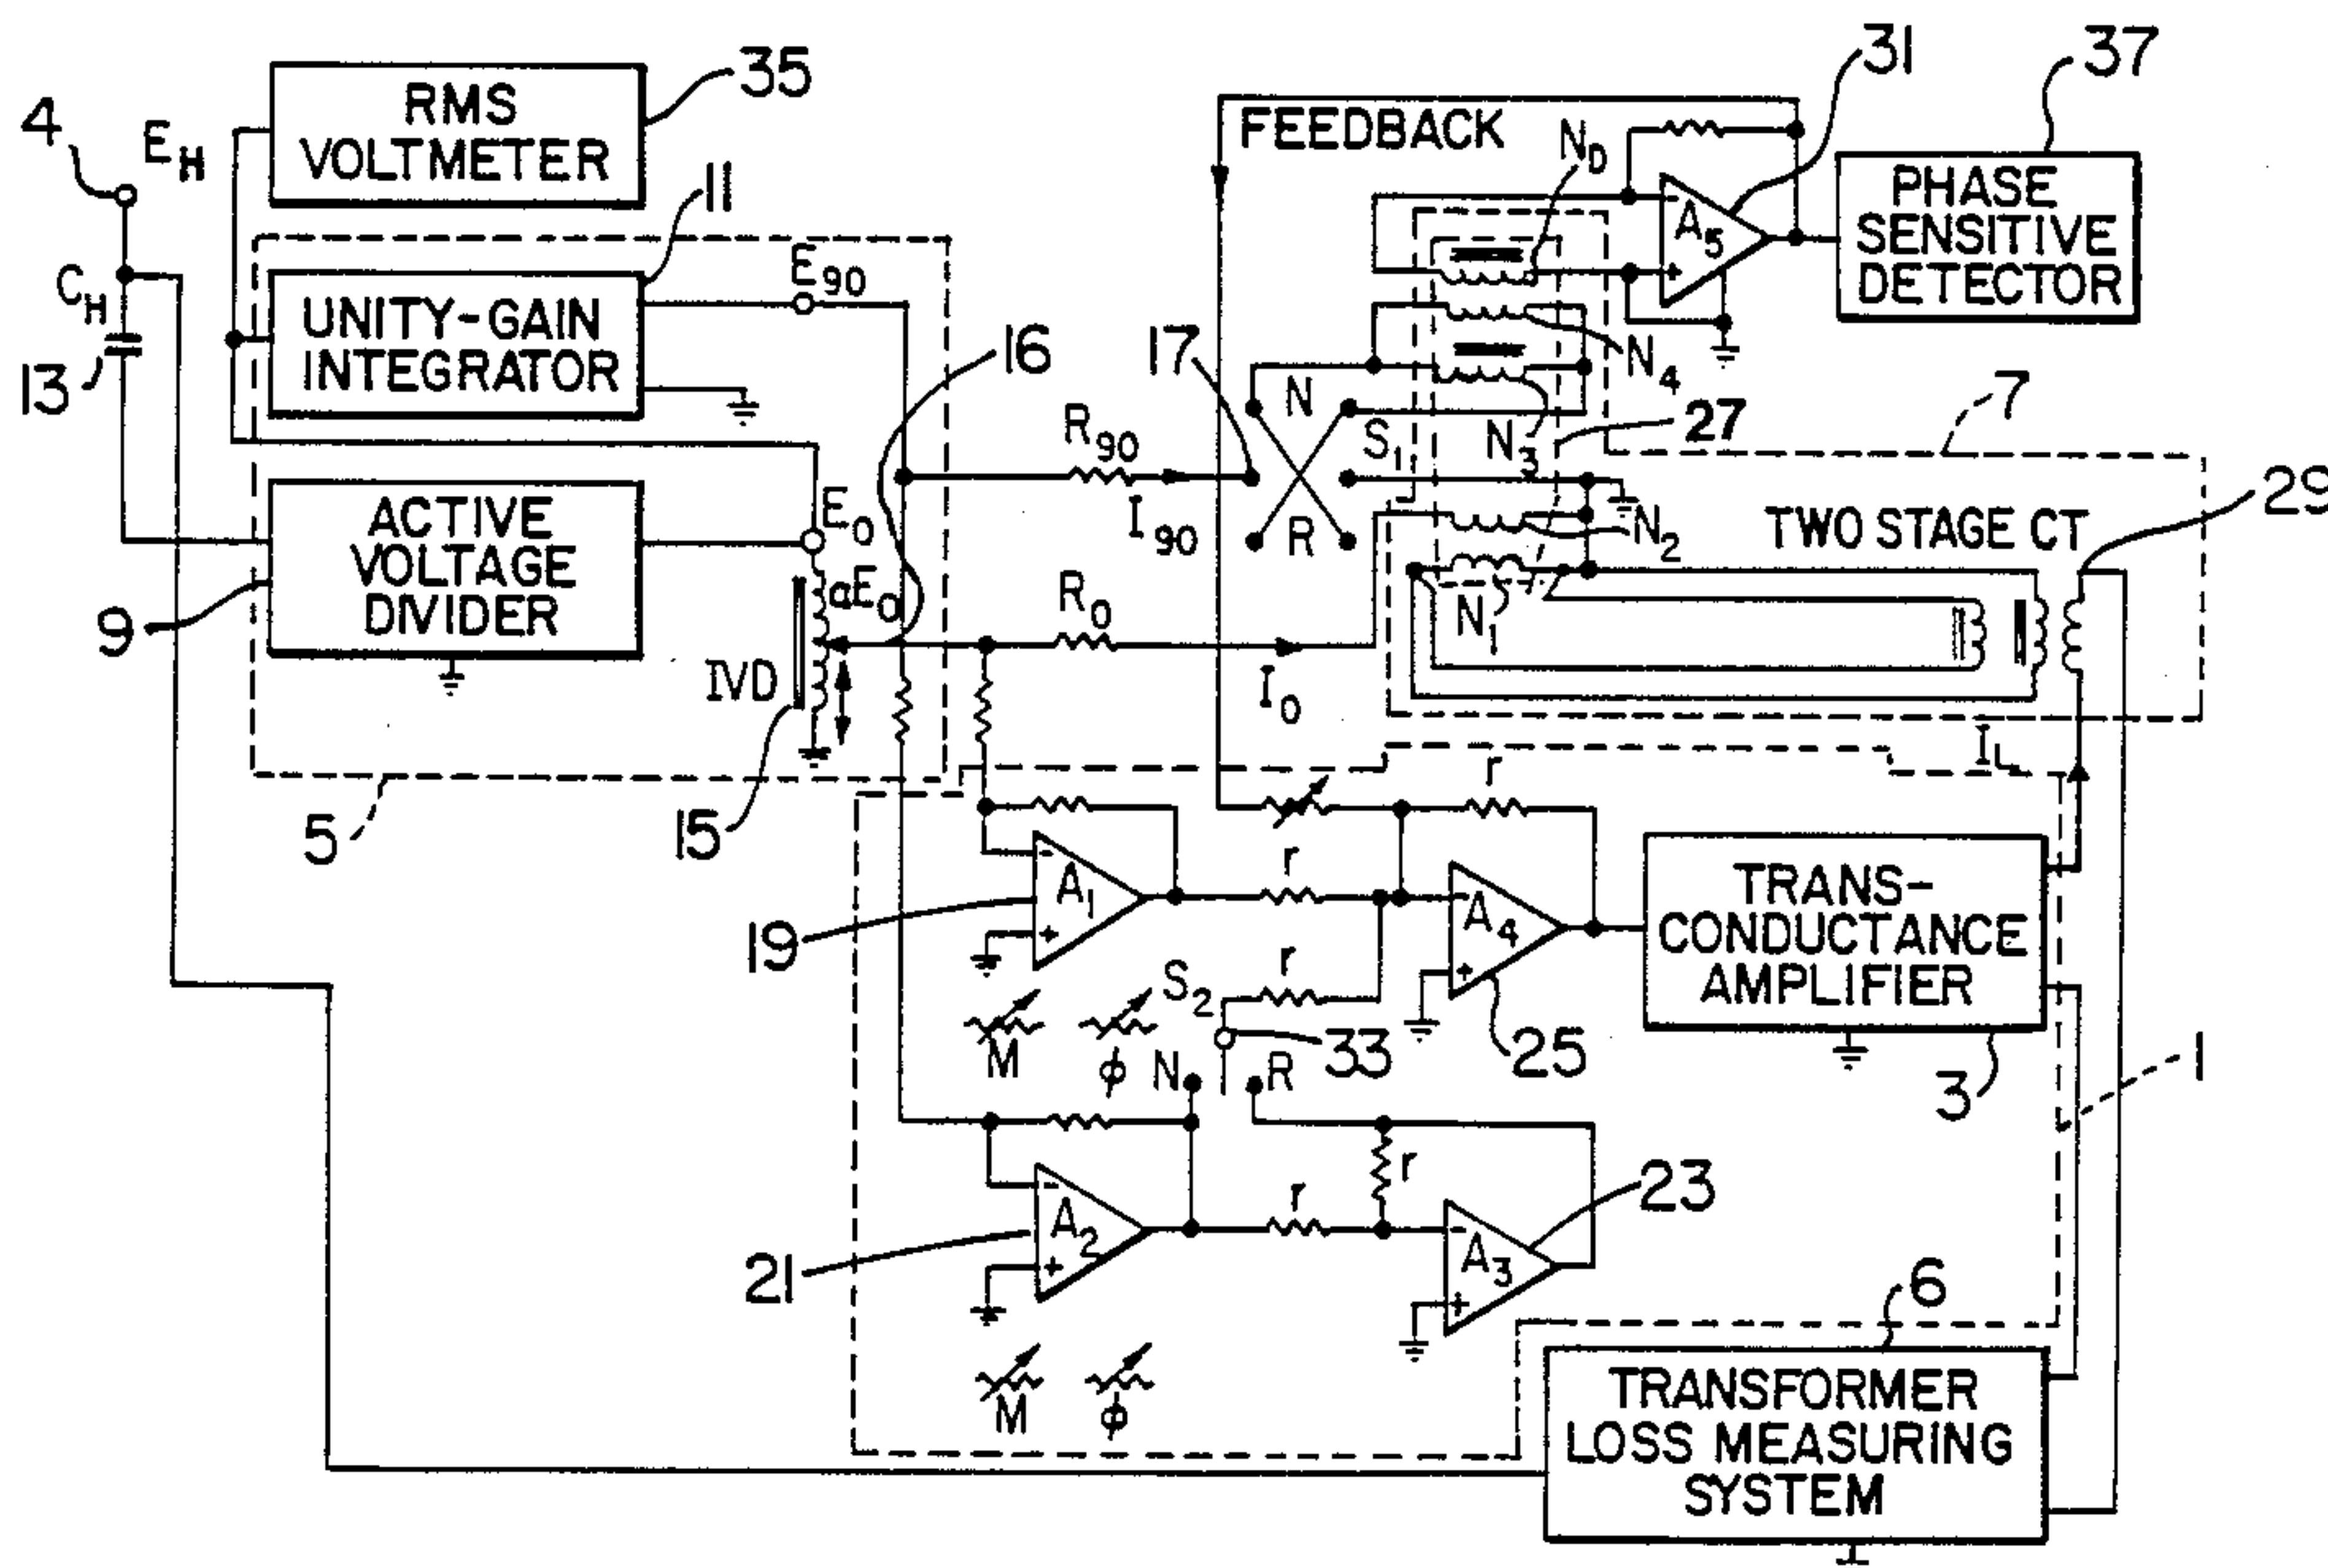 4
E_H
RMS
VOLTMETER
35
C_H
13
11
UNITY-GAIN
INTEGRATOR
E_90
16
9
ACTIVE
VOLTAGE
DIVIDER
E_0
aE_0
IVD
15
5
R_90
I_90
R_0
I_0
17
N
R
S_1
FEEDBACK
N_D
A_5
-
+
31
37
PHASE
SENSITIVE
DETECTOR
N_4
N_3
27
7
N_2
N_1
TWO STAGE CT
29
I_L
r
r
r
A_1
-
+
19
A_4
-
+
25
TRANS-
CONDUCTANCE
AMPLIFIER
3
1
M
ϕ
S_2
33
N
R
A_2
-
+
21
r
r
A_3
-
+
23
M
ϕ
6
TRANSFORMER
LOSS MEASURING
SYSTEM